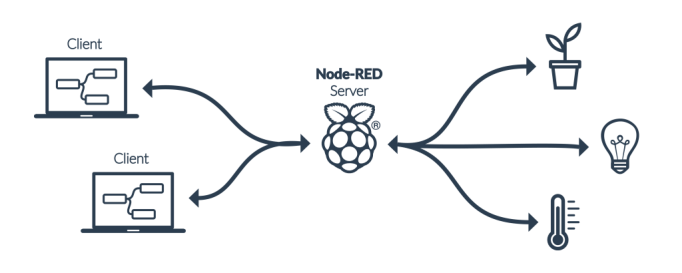 Client
Node-RED
Server
®
Client